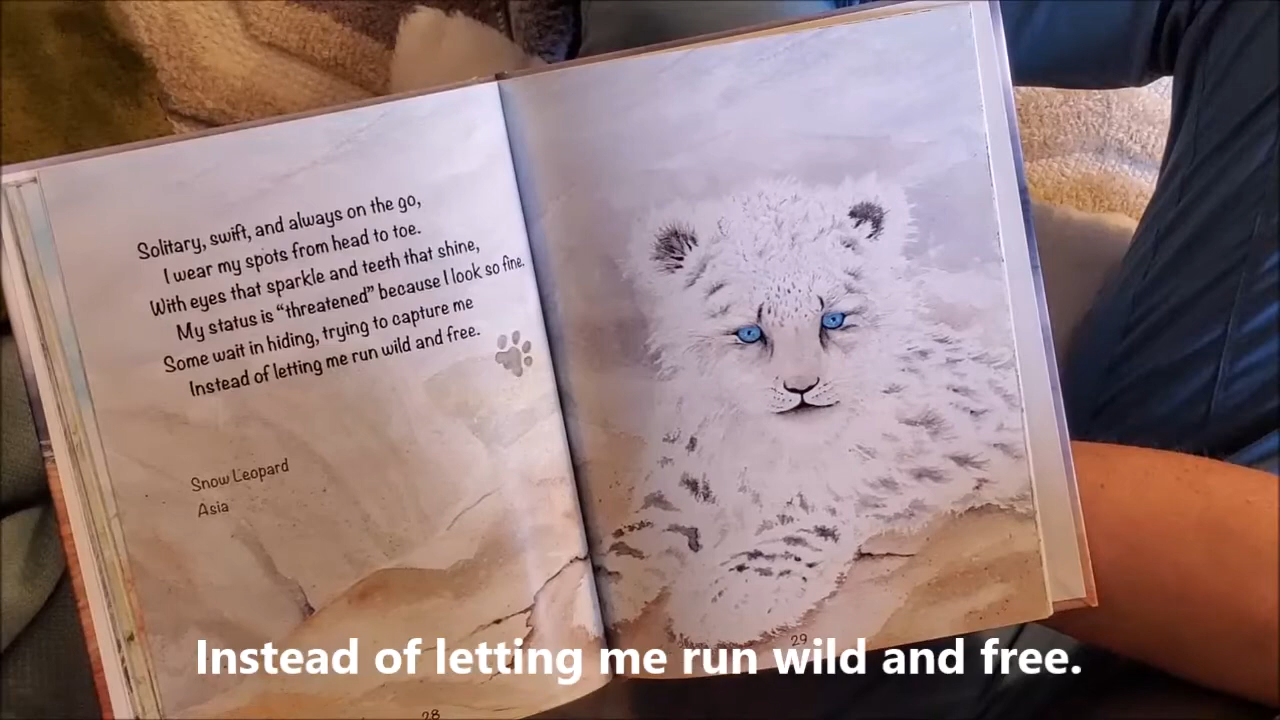 Solitary, swift, and always on the go,
I wear my spots from head to toe.
With eyes that sparkle and teeth that shine,
My status is “threatened” because I look so fine.
Some wait in hiding, trying to capture me
Instead of letting me run wild and free.
Snow Leopard
Asia
28
29
Instead of letting me run wild and free.